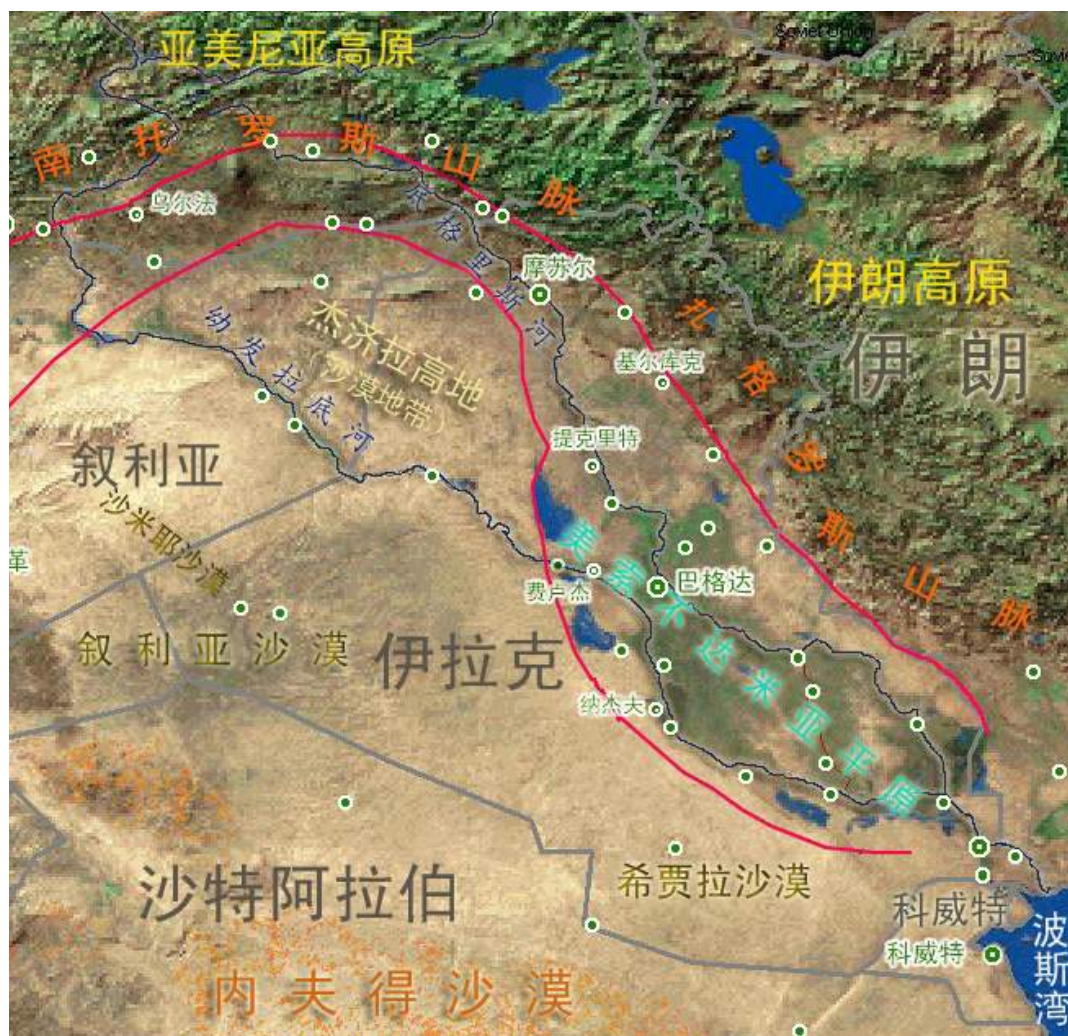 Soviet Union
亚美尼亚高原
南托罗斯山脉
乌尔法
底格里斯河
摩苏尔
伊朗高原
伊朗
扎格罗斯山脉
幼发拉底河
杰济拉高地
(沙漠地带)
基尔库克
提克里特
叙利亚
沙米耶沙漠
革
美索不达米亚平原
费卢杰
巴格达
叙利亚沙漠
伊拉克
纳杰夫
沙特阿拉伯
希贾拉沙漠
科威特
科威特
波斯湾
内夫得沙漠